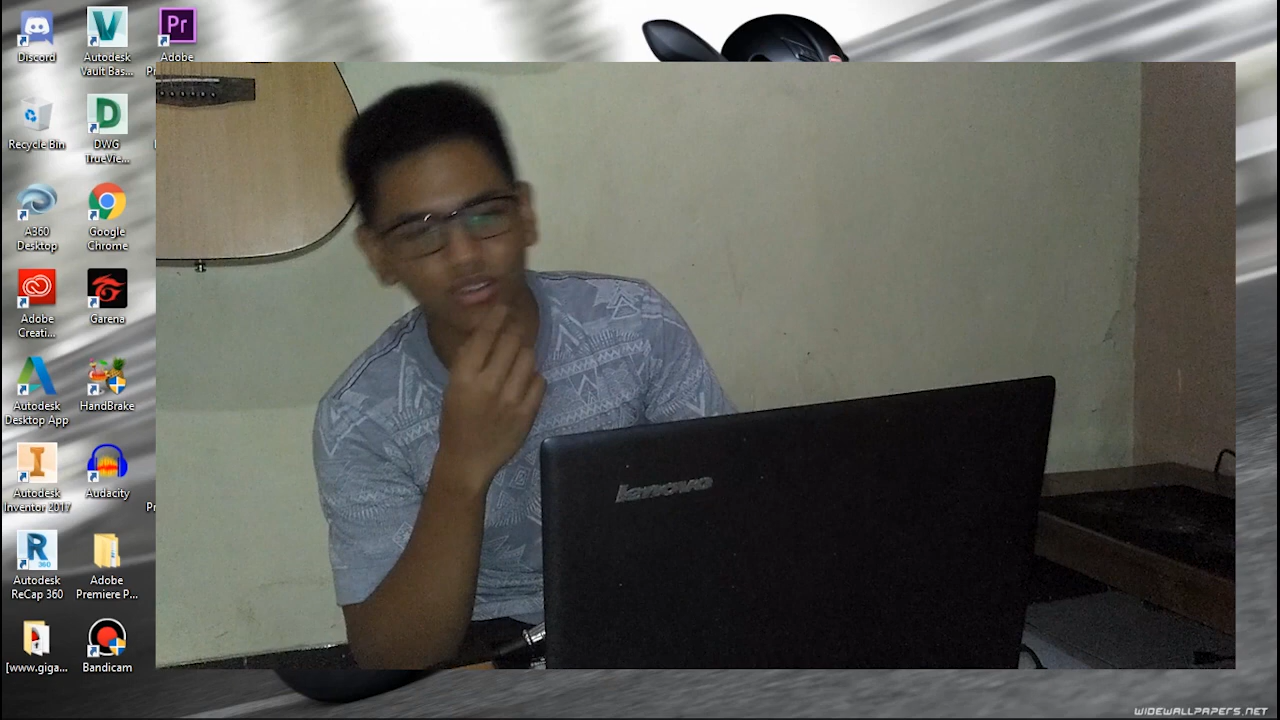 Discord
Autodesk
Vault Bas...
Pr
Adobe
Recycle Bin
DWG
TrueVie...
A360
Desktop
Google
Chrome
Adobe
Creati...
Garena
Autodesk
Desktop App
HandBrake
I
Autodesk
Inventor 2017
Audacity
R
360
Autodesk
ReCap 360
Adobe
Premiere P...
[www.giga...
Bandicam
lenovo
WIDEWALLPAPERS.NET